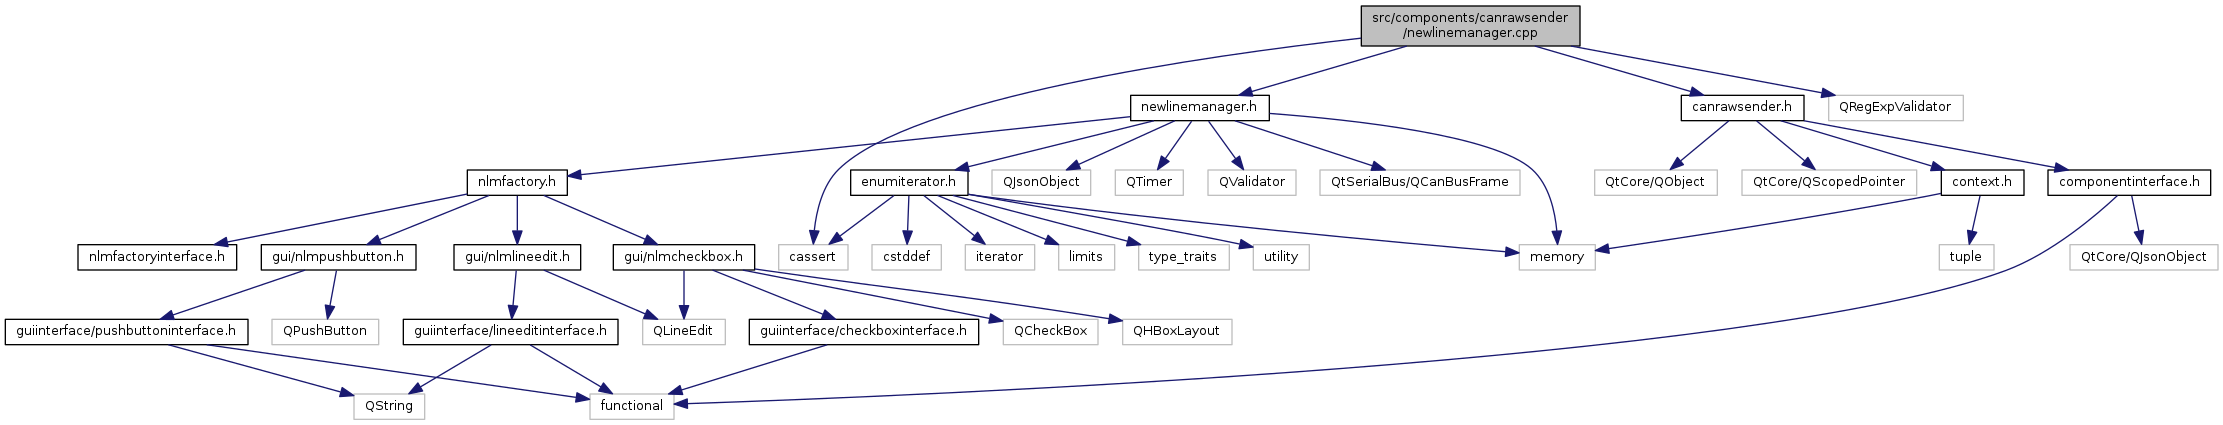 src/components/canrawsender
/newlinemanager.cpp
newlinemanager.h
canrawsender.h
QRegExpValidator
nlmfactory.h
enumiterator.h
QJsonObject
QTimer
QValidator
QtSerialBus/QCanBusFrame
QtCore/QObject
QtCore/QScopedPointer
context.h
componentinterface.h
nlmfactoryinterface.h
gui/nlmpushbutton.h
gui/nlmlineedit.h
gui/nlmcheckbox.h
cassert
cstddef
iterator
limits
type_traits
utility
memory
tuple
QtCore/QJsonObject
guiinterface/pushbuttoninterface.h
QPushButton
guiinterface/lineeditinterface.h
QLineEdit
guiinterface/checkboxinterface.h
QCheckBox
QHBoxLayout
QString
functional